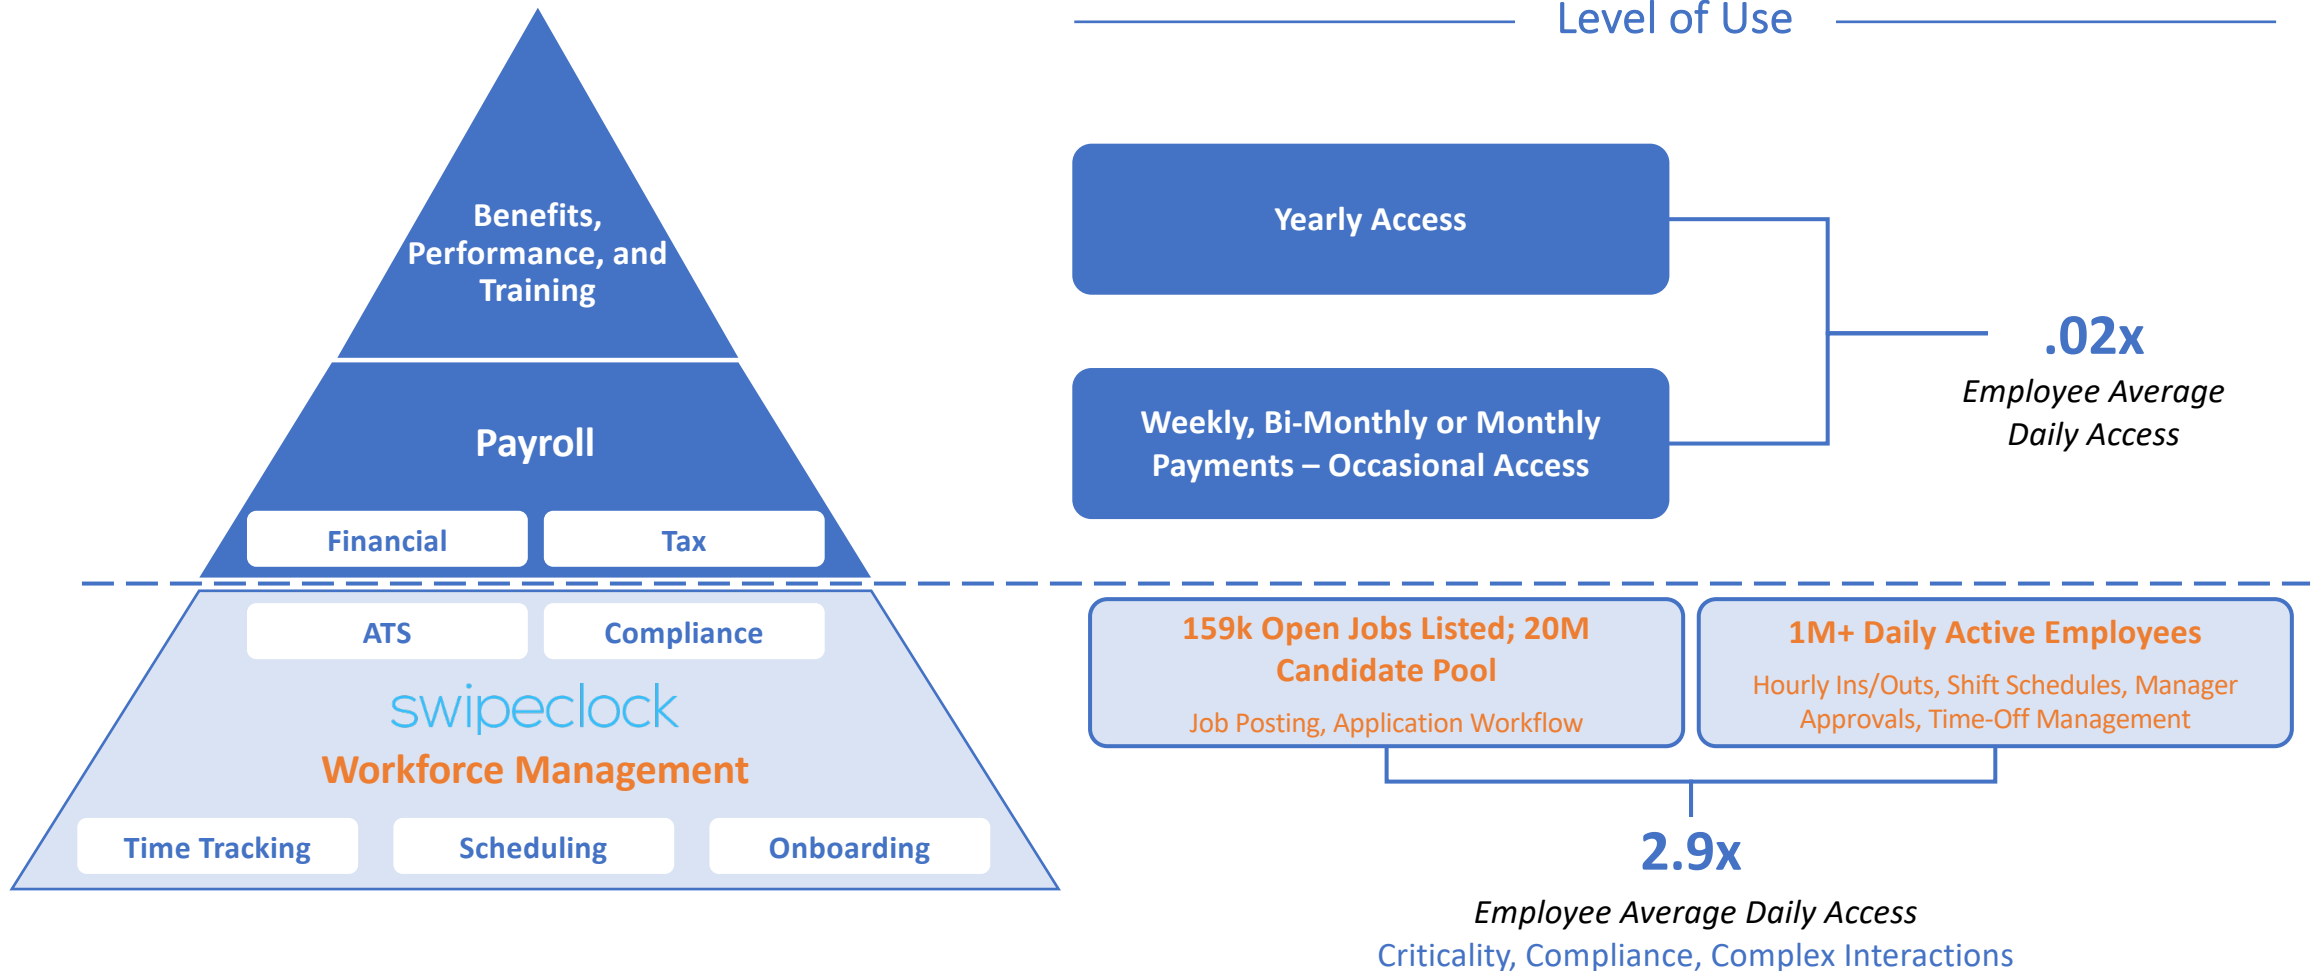 Level of Use
Benefits,
Performance, and
Training
Yearly Access
.02x
Employee Average
Daily Access
Payroll
Weekly, Bi-Monthly or Monthly
Payments – Occasional Access
Financial
Tax
ATS
Compliance
swipeclock
Workforce Management
Time Tracking
Scheduling
Onboarding
159k Open Jobs Listed; 20M
Candidate Pool
Job Posting, Application Workflow
1M+ Daily Active Employees
Hourly Ins/Outs, Shift Schedules, Manager
Approvals, Time-Off Management
2.9x
Employee Average Daily Access
Criticality, Compliance, Complex Interactions